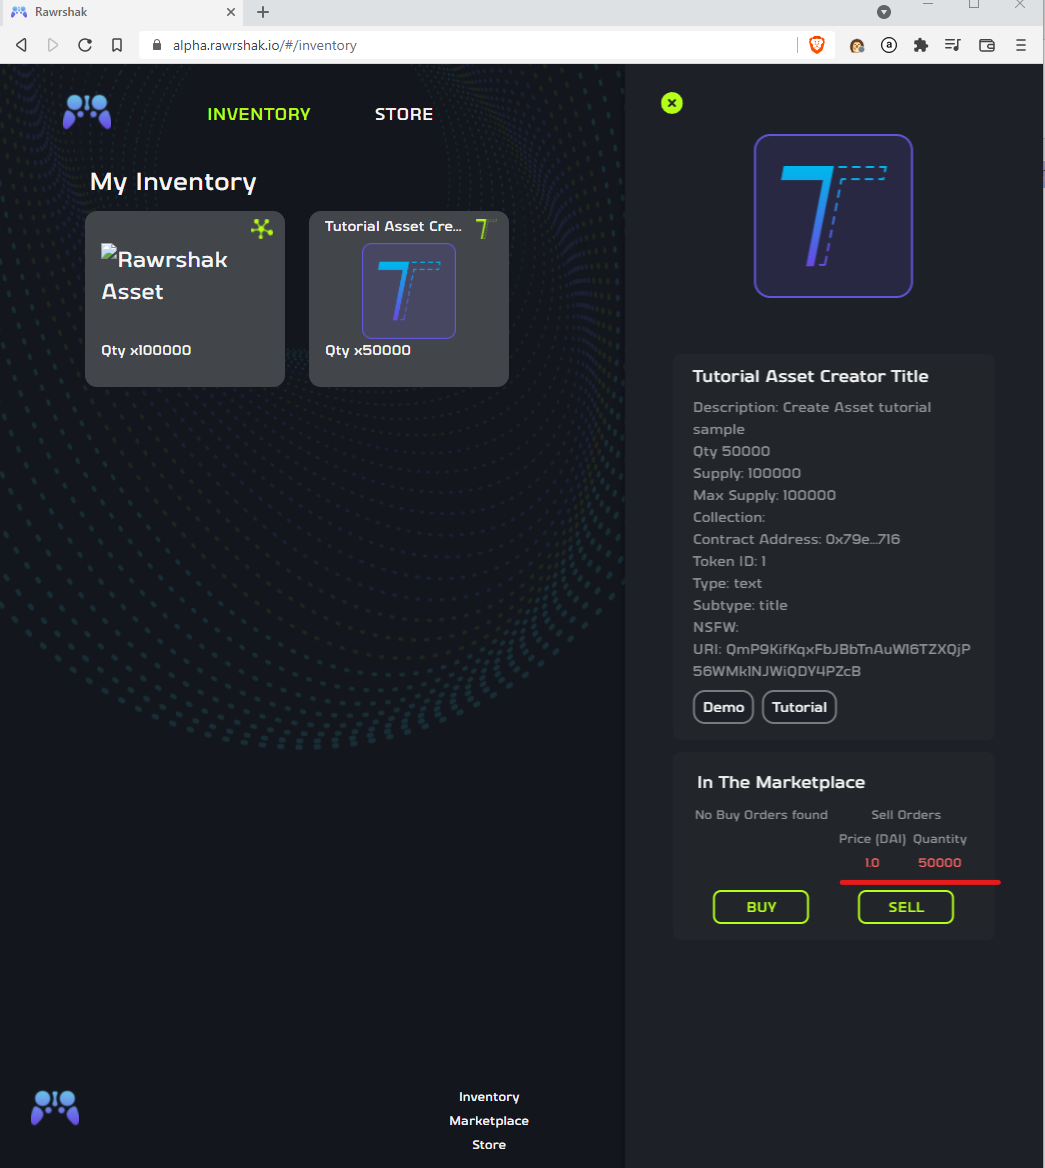 Rawrshak
alpha.rawrshak.io/#/inventory
INVENTORY
STORE
My Inventory
Rawrshak
Asset
Qty x100000
Tutorial Asset Cre...
Qty x50000
Tutorial Asset Creator Title
Description: Create Asset tutorial
sample
Qty 50000
Supply: 100000
Max Supply: 100000
Collection:
Contract Address: 0x79e...716
Token ID: 1
Type: text
Subtype: title
NSFW:
URI: QmP9KifKqxFbJBbTnAuW16TZXQjP
56WMk1NJWiQDY4PZcB
Demo Tutorial
In The Marketplace
No Buy Orders found
Sell Orders
Price (DAI) Quantity
1.0 50000
BUY
SELL
Inventory
Marketplace
Store